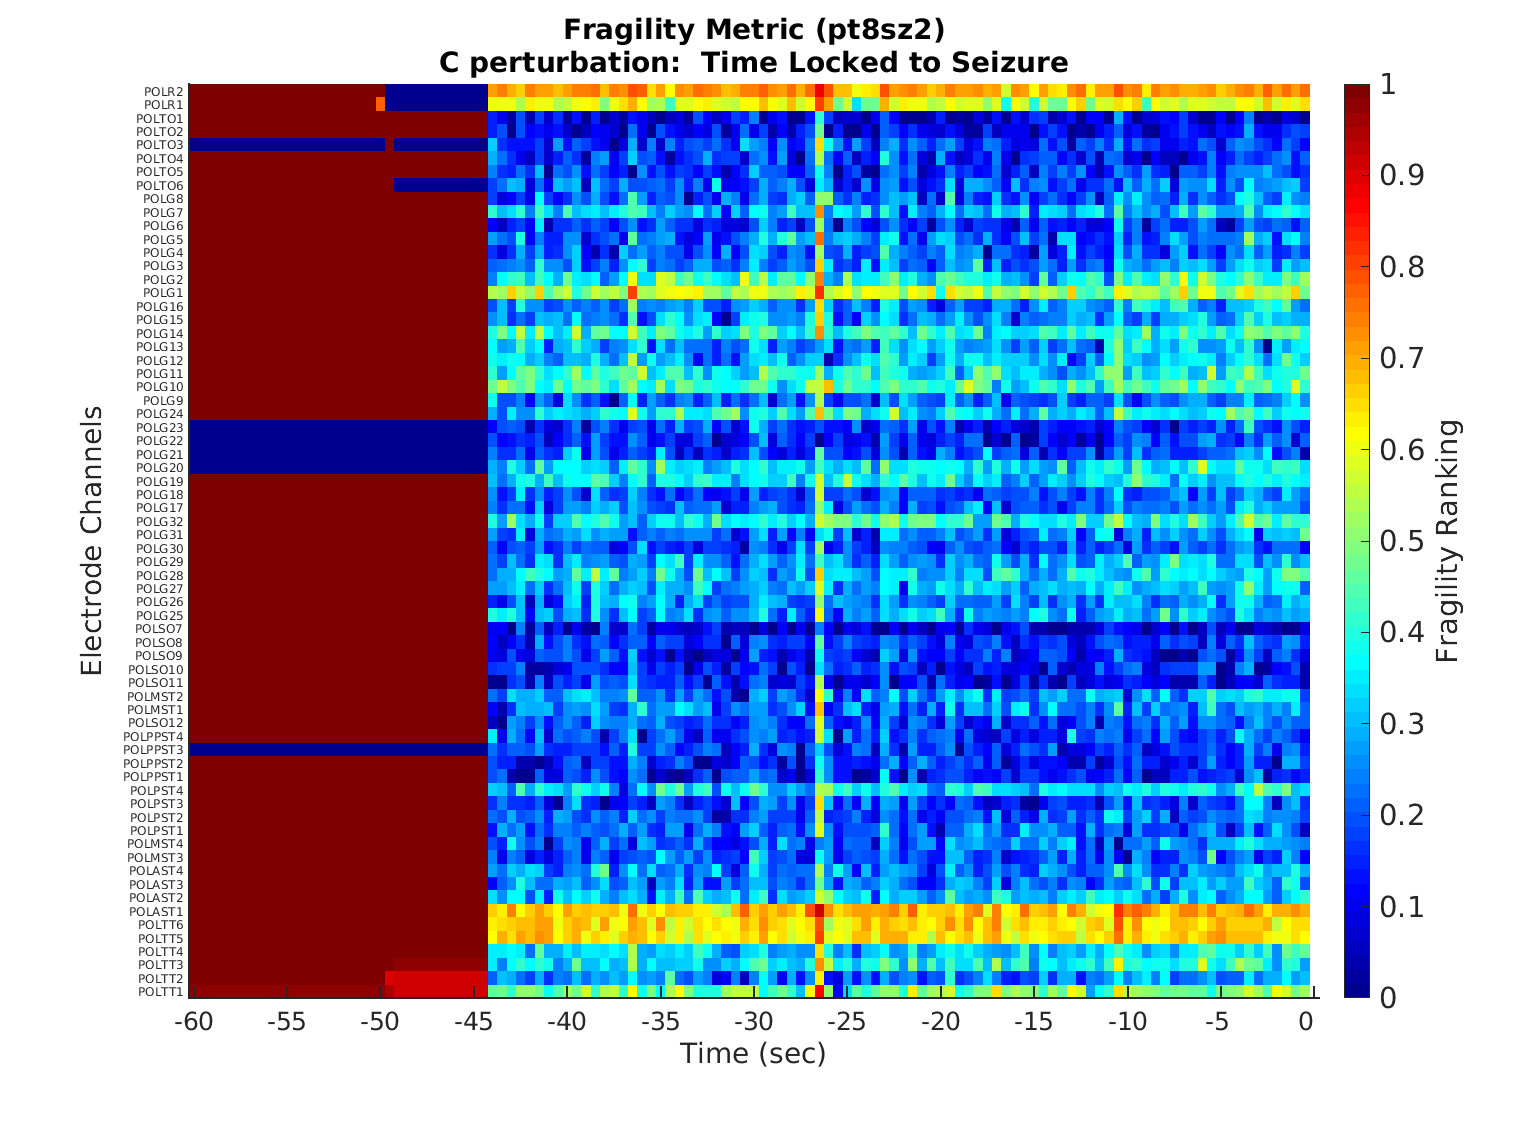 Fragility Metric (pt8sz2)
C perturbation:  Time Locked to Seizure
Electrode Channels
POLR2
POLR1
POLTO1
POLTO2
POLTO3
POLTO4
POLTO5
POLTO6
POLG8
POLG7
POLG6
POLG5
POLG4
POLG3
POLG2
POLG1
POLG16
POLG15
POLG14
POLG13
POLG12
POLG11
POLG10
POLG9
POLG24
POLG23
POLG22
POLG21
POLG20
POLG19
POLG18
POLG17
POLG32
POLG31
POLG30
POLG29
POLG28
POLG27
POLG26
POLG25
POLSO7
POLSO8
POLSO9
POLSO10
POLSO11
POLMST2
POLMST1
POLSO12
POLPPST4
POLPPST3
POLPPST2
POLPPST1
POLPST4
POLPST3
POLPST2
POLPST1
POLMST4
POLMST3
POLAST4
POLAST3
POLAST2
POLAST1
POLTT6
POLTT5
POLTT4
POLTT3
POLTT2
POLTT1
-60 -55 -50 -45 -40 -35 -30 -25 -20 -15 -10 -5 0
Time (sec)
1
0.9
0.8
0.7
0.6
0.5
0.4
0.3
0.2
0.1
0
Fragility Ranking